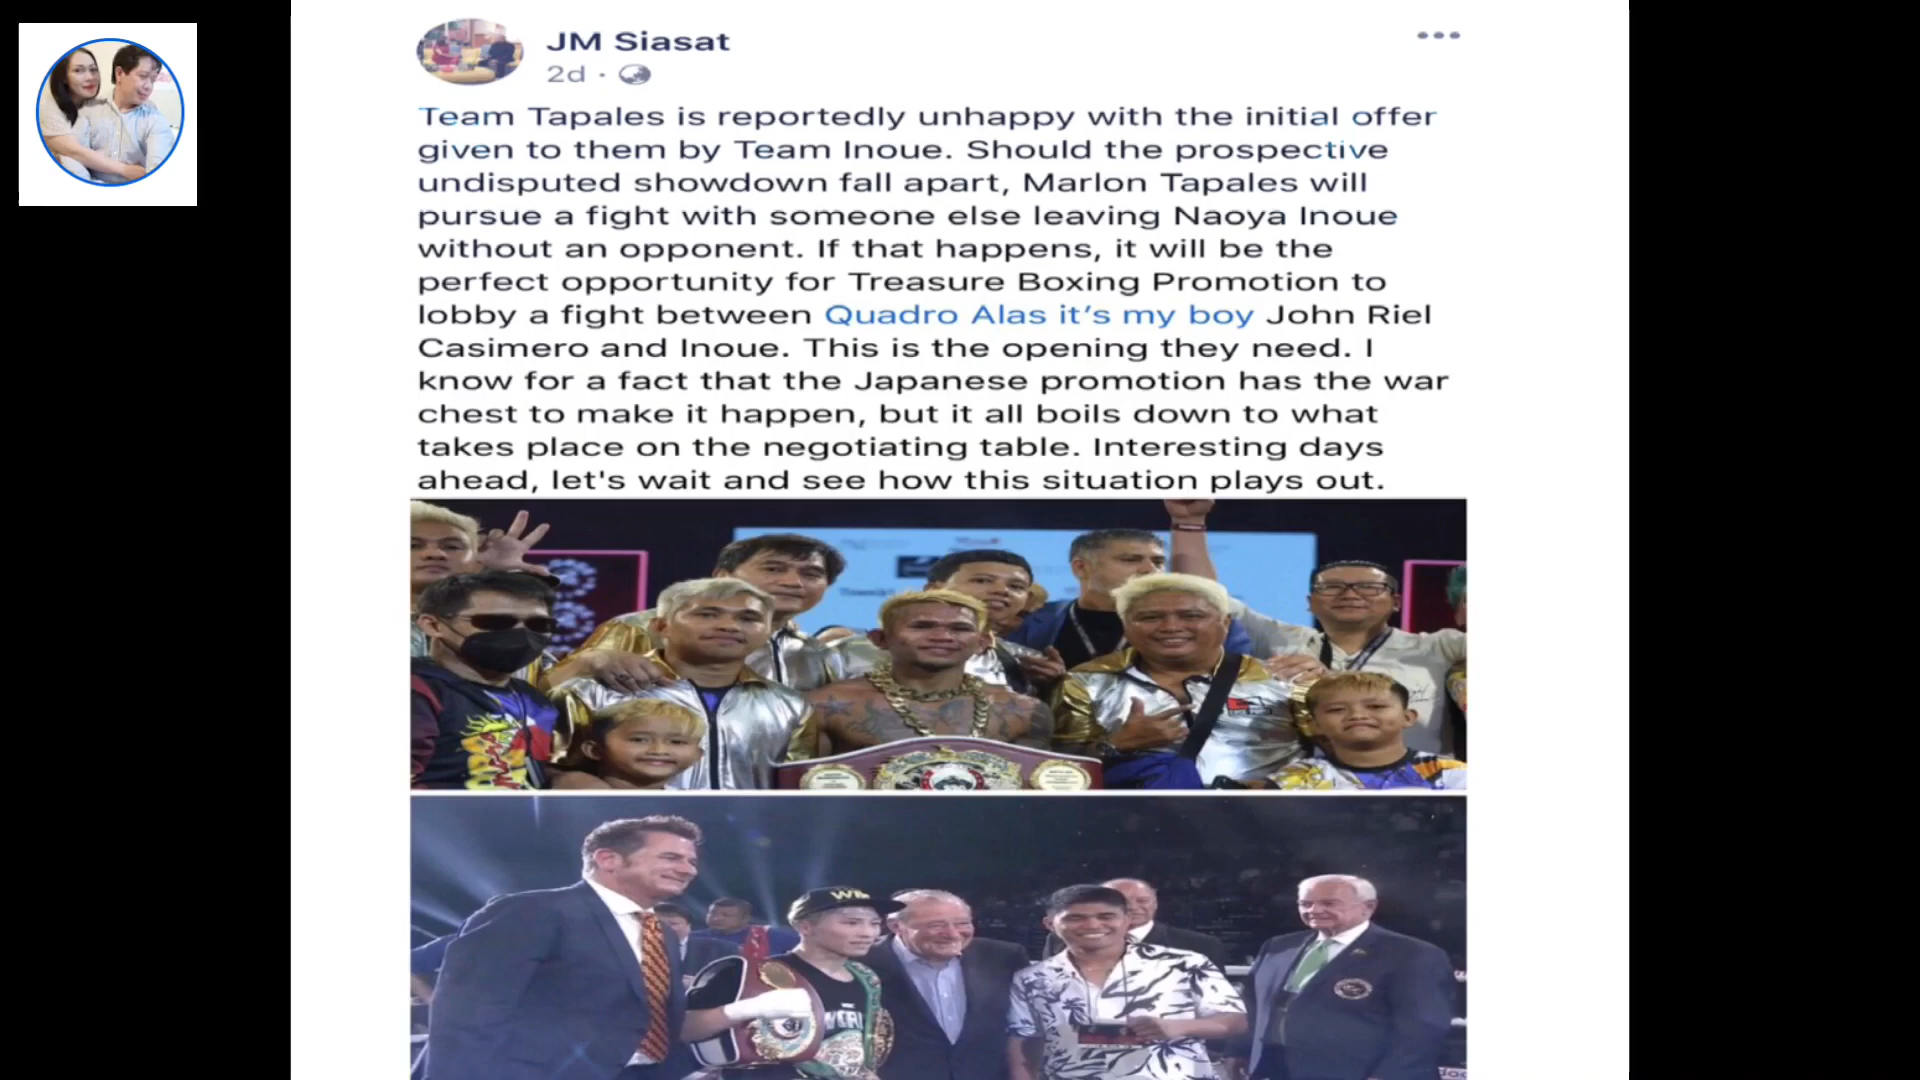 JM Siasat
2d ·
Team Tapales is reportedly unhappy with the initial offer
given to them by Team Inoue. Should the prospective
undisputed showdown fall apart, Marlon Tapales will
pursue a fight with someone else leaving Naoya Inoue
without an opponent. If that happens, it will be the
perfect opportunity for Treasure Boxing Promotion to
lobby a fight between Quadro Alas it’s my boy John Riel
Casimero and Inoue. This is the opening they need. I
know for a fact that the Japanese promotion has the war
chest to make it happen, but it all boils down to what
takes place on the negotiating table. Interesting days
ahead, let's wait and see how this situation plays out.